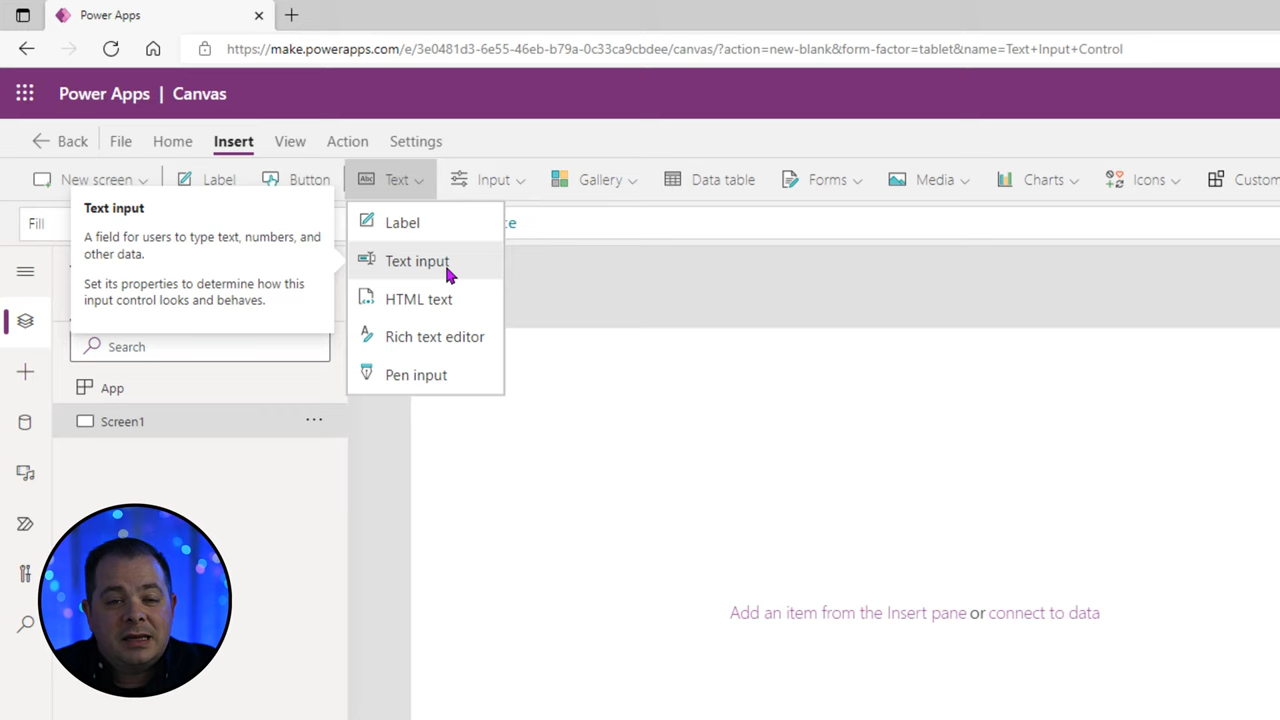 Power Apps
https://make.powerapps.com/e/3e0481d3-6e55-46eb-b79a-0c33ca9cbdee/canvas/?action=new-blank&form-factor=tablet&name=Text+Input+Control
Power Apps | Canvas
Back File Home Insert View Action Settings
New screen Label Button Abc Text Input Gallery Data table Forms Media Charts Icons Custom
Fill
Text input
A field for users to type text, numbers, and
other data.
Set its properties to determine how this
input control looks and behaves.
Label
Text input
HTML text
Rich text editor
Pen input
Search
App
Screen1
Add an item from the Insert pane or connect to data